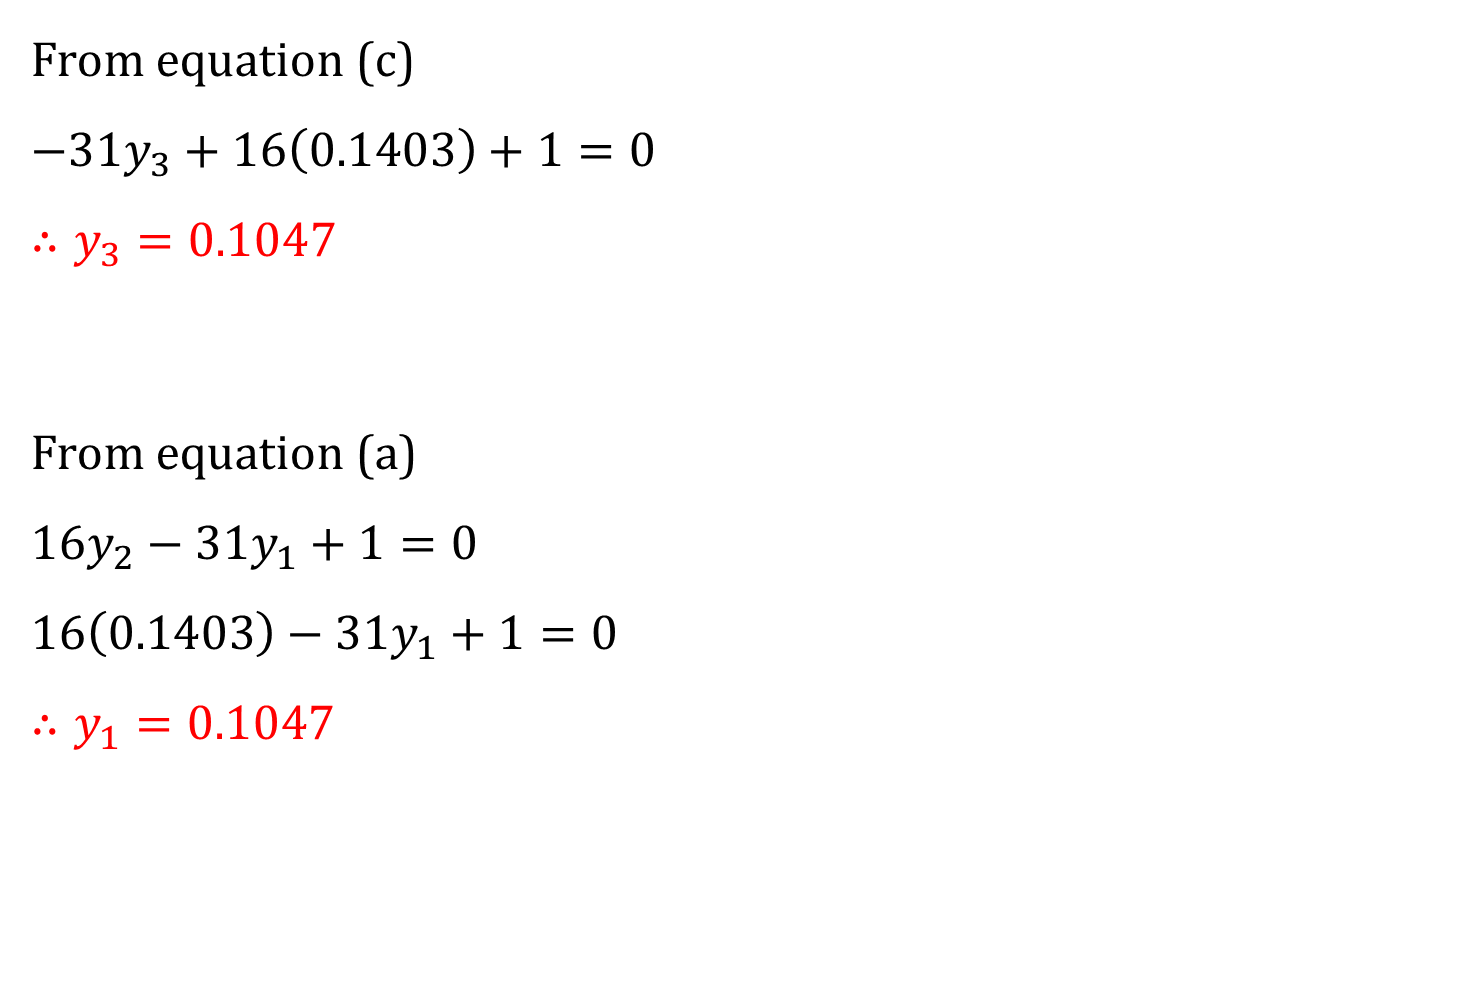 From equation (c)
−31y₃ + 16(0.1403) + 1 = 0
∴ y₃ = 0.1047
From equation (a)
16y₂ − 31y₁ + 1 = 0
16(0.1403) − 31y₁ + 1 = 0
∴ y₁ = 0.1047